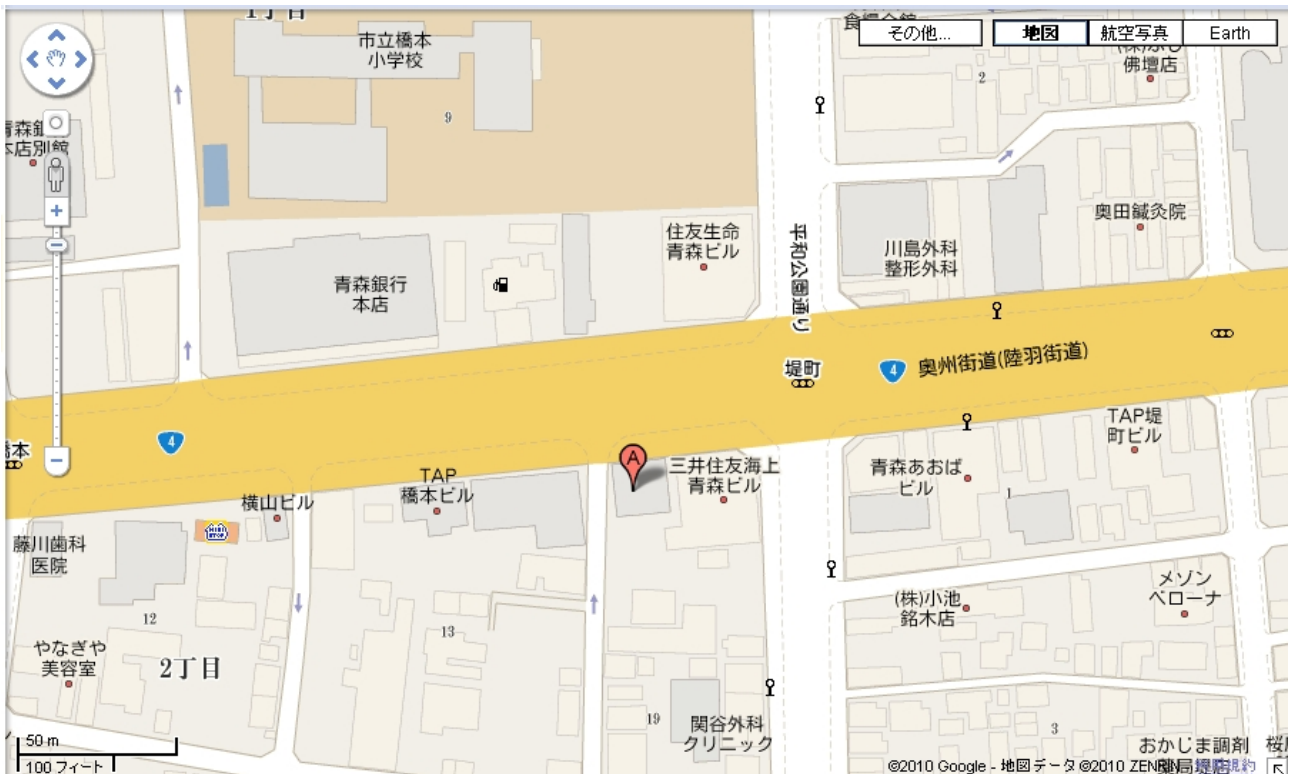 1丁目
市立橋本
小学校
9
その他...
地図
航空写真
Earth
佛壇店
2
本店別館
奥田鍼灸院
住友生命
青森ビル
平和公園通り
川島外科
整形外科
青森銀行
本店
堤町
4
奥州街道(陸羽街道)
4
橋本
A
TAP
橋本ビル
横山ビル
三井住友海上
青森ビル
青森あおば
ビル
1
TAP堤
町ビル
MINI
STOP
藤川歯科
医院
12
13
やなぎや
美容室
2丁目
(株)小池
銘木店
メゾン
ベローナ
19
関谷外科
クリニック
3
おかじま調剤
50 m
100 フィート
©2010 Google - 地図データ ©2010 ZENRIN -